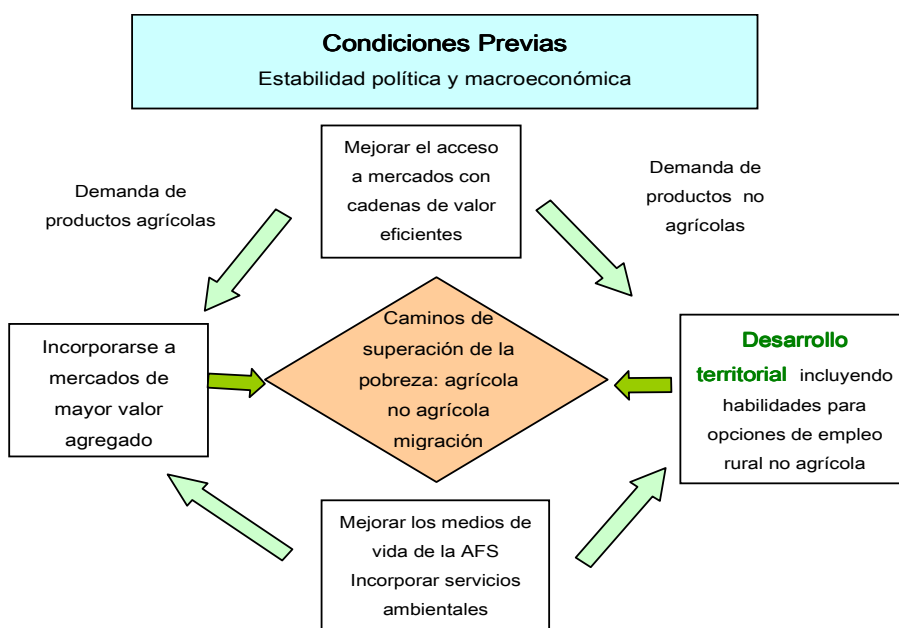 Condiciones Previas
Estabilidad política y macroeconómica
Mejorar el acceso
a mercados con
cadenas de valor
eficientes
Demanda de
productos agrícolas
Demanda de
productos no
agrícolas
Incorporarse a
mercados de
mayor valor
agregado
Caminos de
superación de la
pobreza: agrícola
no agrícola
migración
Desarrollo
territorial incluyendo
habilidades para
opciones de empleo
rural no agrícola
Mejorar los medios de
vida de la AFS
Incorporar servicios
ambientales